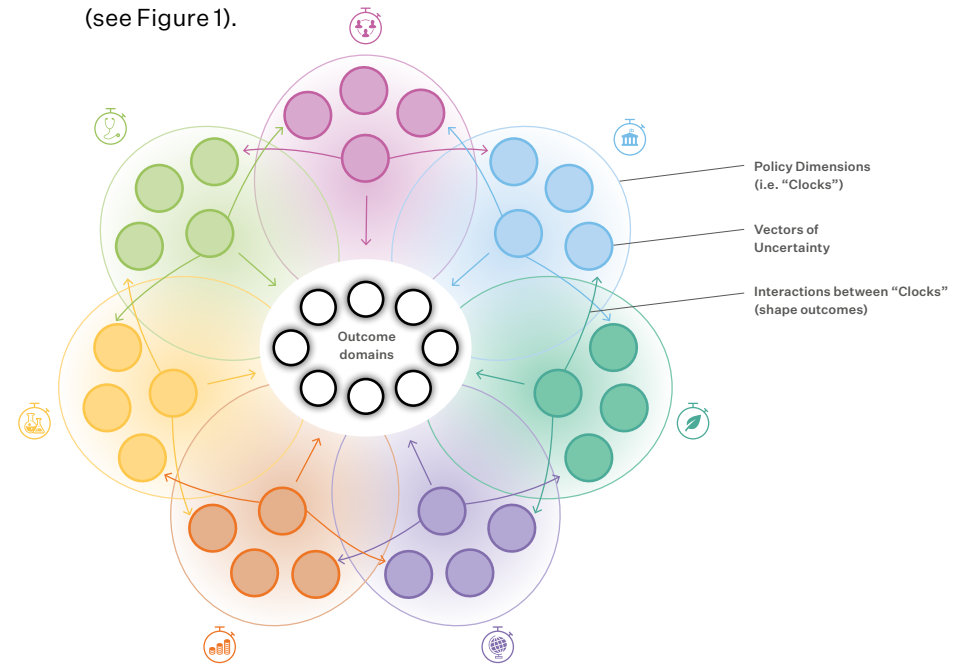 (see Figure 1).
Policy Dimensions
(i.e. “Clocks”)
Vectors of
Uncertainty
Interactions between “Clocks”
(shape outcomes)
Outcome
domains